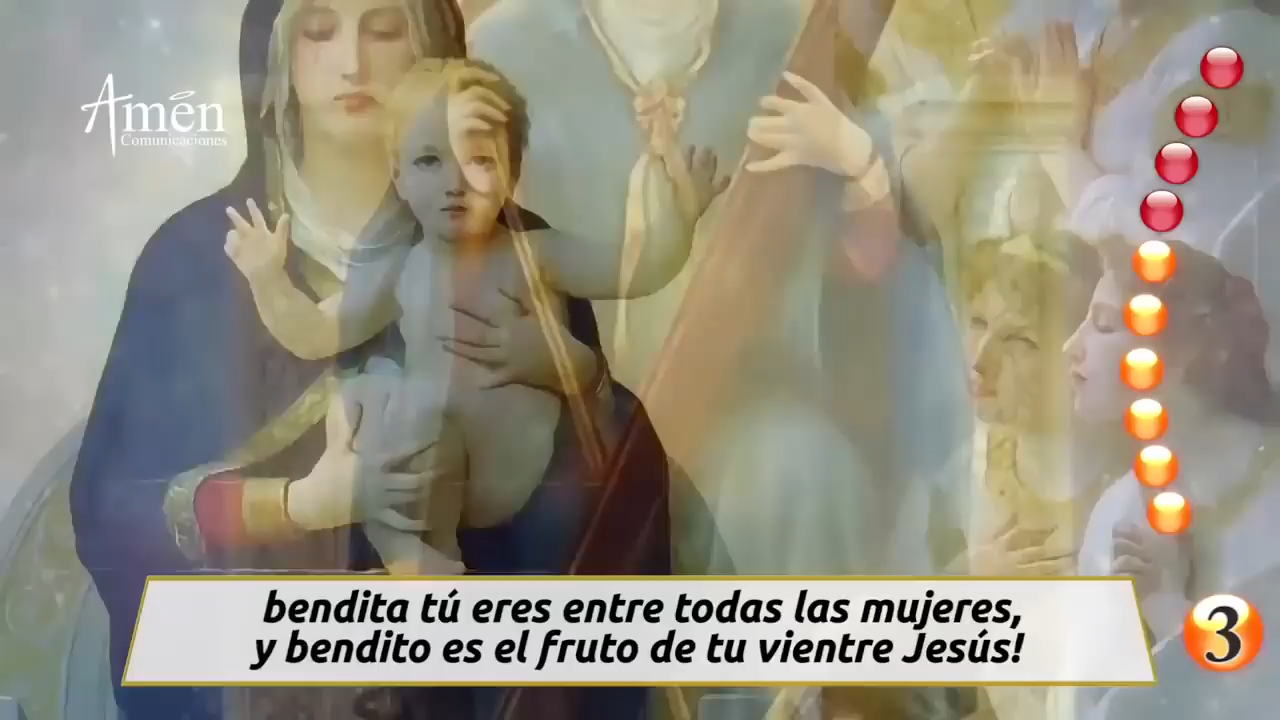 Amén
Comunicaciones
bendita tú eres entre todas las mujeres,
y bendito es el fruto de tu vientre Jesús!
3